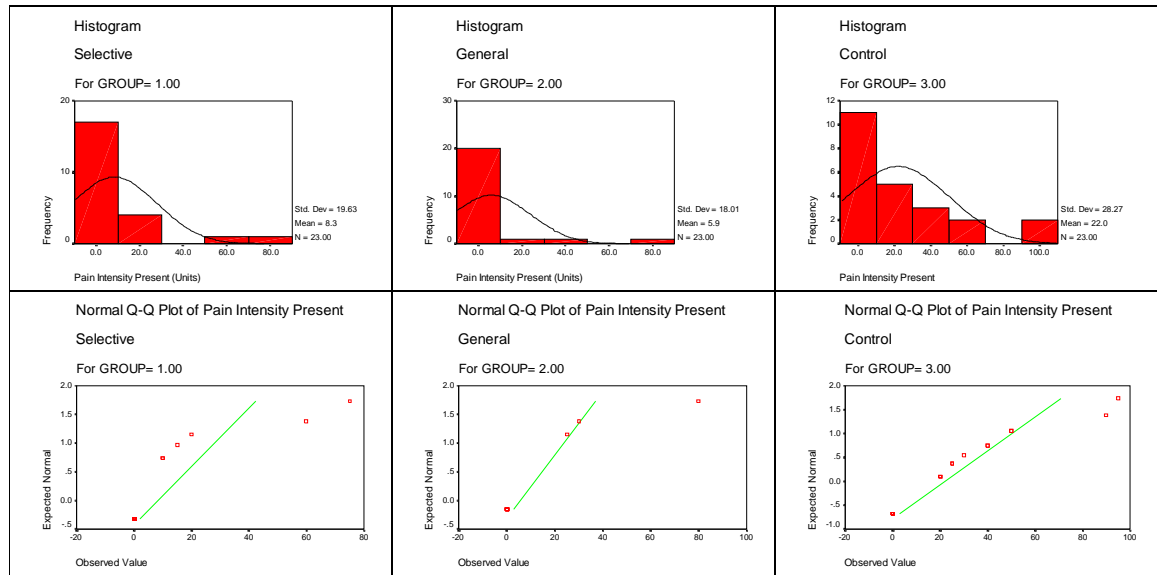 Histogram
Selective
For GROUP= 1.00
20
10
0
Frequency
0.0 20.0 40.0 60.0 80.0
Std. Dev = 19.63
Mean = 8.3
N = 23.00
Pain Intensity Present (Units)
Histogram
General
For GROUP= 2.00
30
20
10
0
Frequency
0.0 20.0 40.0 60.0 80.0
Std. Dev = 18.01
Mean = 5.9
N = 23.00
Pain Intensity Present (Units)
Histogram
Control
For GROUP= 3.00
12
10
8
6
4
2
0
Frequency
0.0 20.0 40.0 60.0 80.0 100.0
Std. Dev = 28.27
Mean = 22.0
N = 23.00
Pain Intensity Present
Normal Q-Q Plot of Pain Intensity Present
Selective
For GROUP= 1.00
2.0
1.5
1.0
.5
0.0
-.5
Expected Normal
-20 0 20 40 60 80
Observed Value
Normal Q-Q Plot of Pain Intensity Present
General
For GROUP= 2.00
2.0
1.5
1.0
.5
0.0
-.5
Expected Normal
-20 0 20 40 60 80 100
Observed Value
Normal Q-Q Plot of Pain Intensity Present
Control
For GROUP= 3.00
2.0
1.5
1.0
.5
0.0
-.5
-1.0
Expected Normal
-20 0 20 40 60 80 100
Observed Value